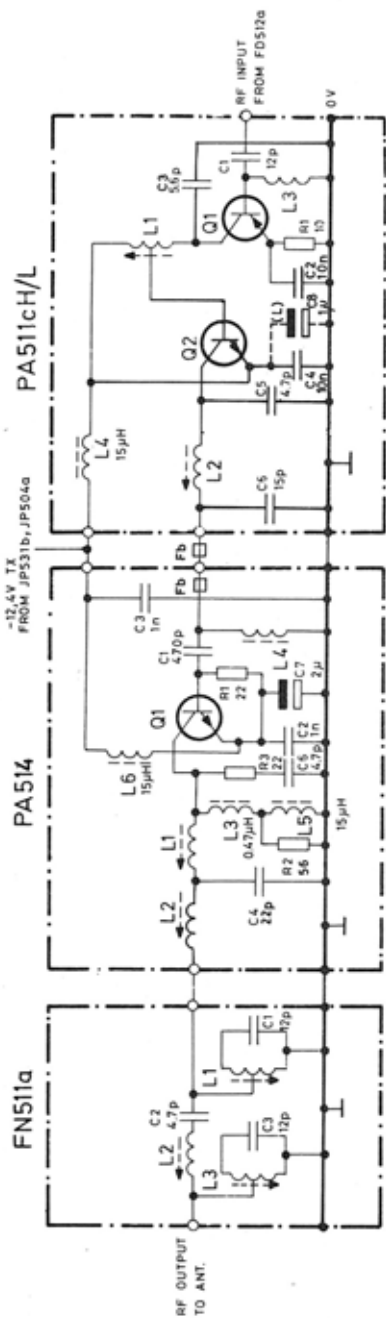 FN511a
PA514
PA511cH/L
-12,4V TX
FROM JP531b, JP504a
RF OUTPUT
TO ANT.
L2
C2
4.7p
L3
C3
12p
L1
C1
12p
L2
L1
C4
22p
L3
0.47µH
R2
56
L5
15µH
L6
15µH
R3
22
C6
4.7p
Q1
C2
1n
R1
22
C1
470p
L4
C7
2µ
C3
1n
Fb
Fb
L4
15µH
L2
C6
15p
C5
4.7p
Q2
C4
10n
(L)
C8
1µ
L1
C3
5.6p
Q1
C2
10n
R1
10
L3
C1
12p
RF INPUT
FROM FD512a
0V